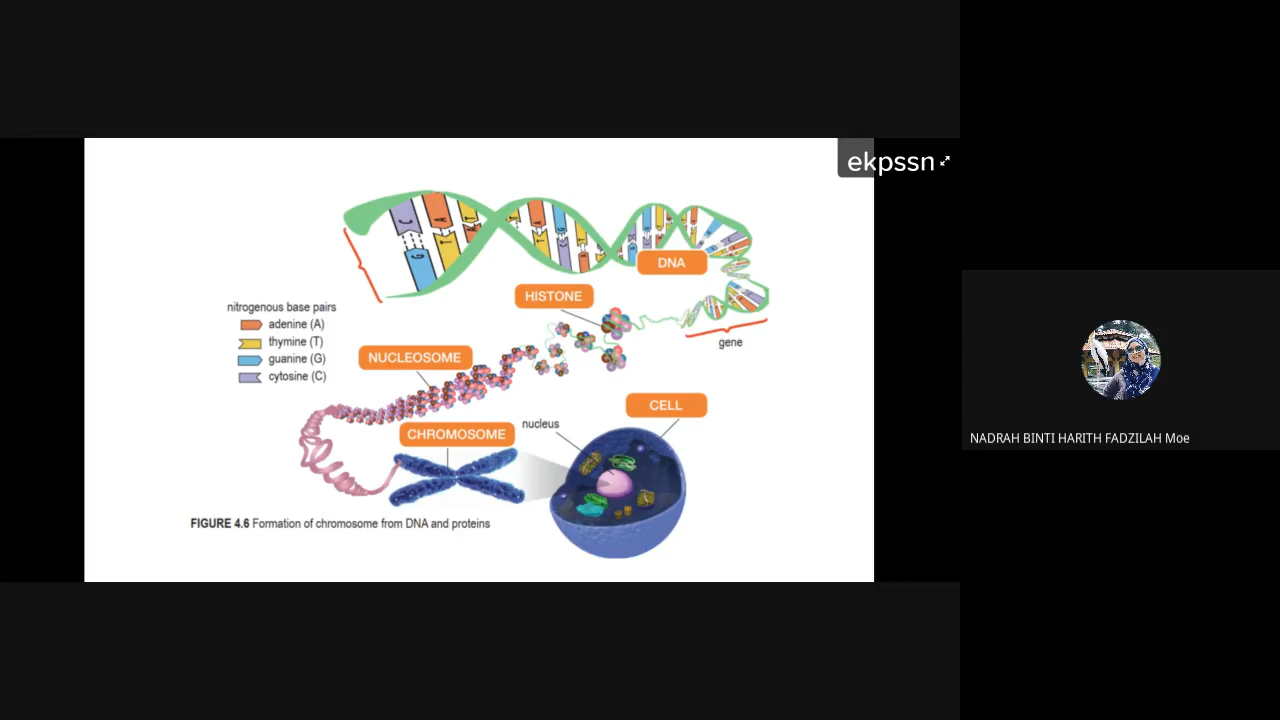 ekpssn
C A T
G T A
A G T
T C A
DNA
HISTONE
nitrogenous base pairs
adenine (A)
thymine (T)
guanine (G)
cytosine (C)
gene
NUCLEOSOME
CELL
nucleus
CHROMOSOME
NADRAH BINTI HARITH FADZILAH Moe
FIGURE 4.6 Formation of chromosome from DNA and proteins